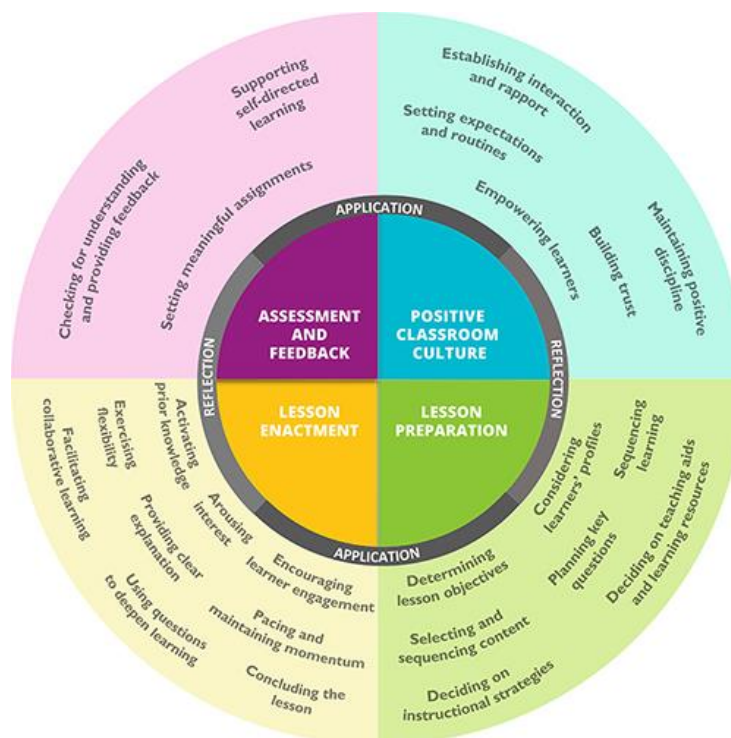 Supporting
self-directed
learning
Setting meaningful assignments
Checking for understanding
and providing feedback
Establishing interaction
and rapport
Setting expectations
and routines
Empowering learners
Building trust
Maintaining positive
discipline
APPLICATION
REFLECTION
REFLECTION
APPLICATION
ASSESSMENT
AND
FEEDBACK
POSITIVE
CLASSROOM
CULTURE
LESSON
ENACTMENT
LESSON
PREPARATION
Activating
prior knowledge
Exercising
flexibility
Facilitating
collaborative learning
Arousing
interest
Providing clear
explanation
Using questions
to deepen learning
Encouraging
learner engagement
Pacing and
maintaining momentum
Concluding the
lesson
Considering
learners' profiles
Sequencing
learning
Determining
lesson objectives
Planning key
questions
Deciding on teaching aids
and learning resources
Selecting and
sequencing content
Deciding on
instructional strategies